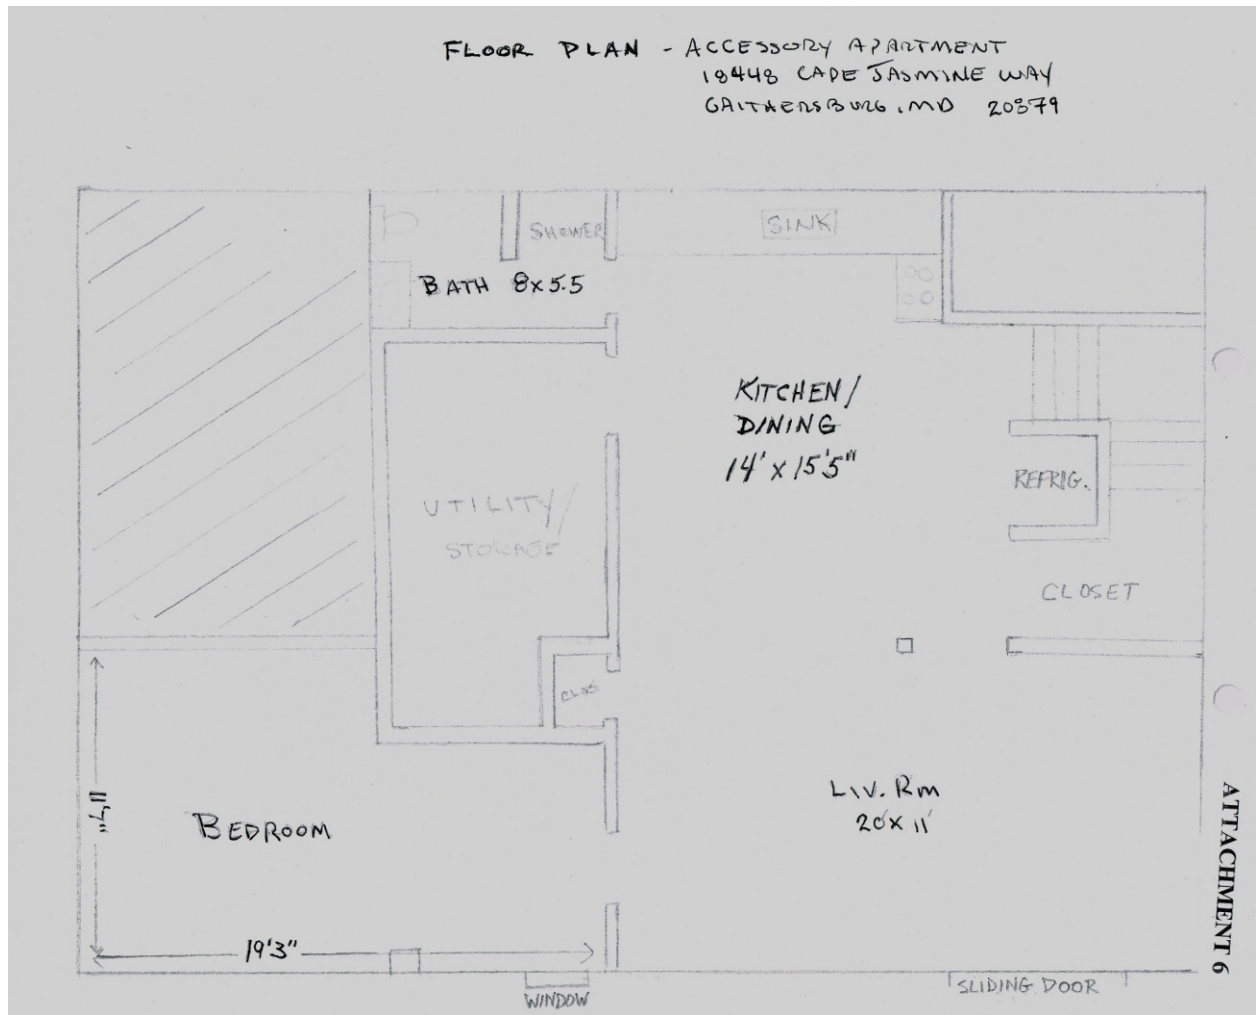 FLOOR PLAN - ACCESSORY APARTMENT
18448 CAPE JASMINE WAY
GAITHERSBURG, MD 20879
SHOWER
SINK
BATH 8x5.5
KITCHEN/
DINING
14' x 15'5"
REFRIG.
UTILITY/
STORAGE
CLOSET
CLOS
11'7"
BEDROOM
LIV. Rm
20'x 11'
19'3"
WINDOW
SLIDING DOOR
ATTACHMENT 6